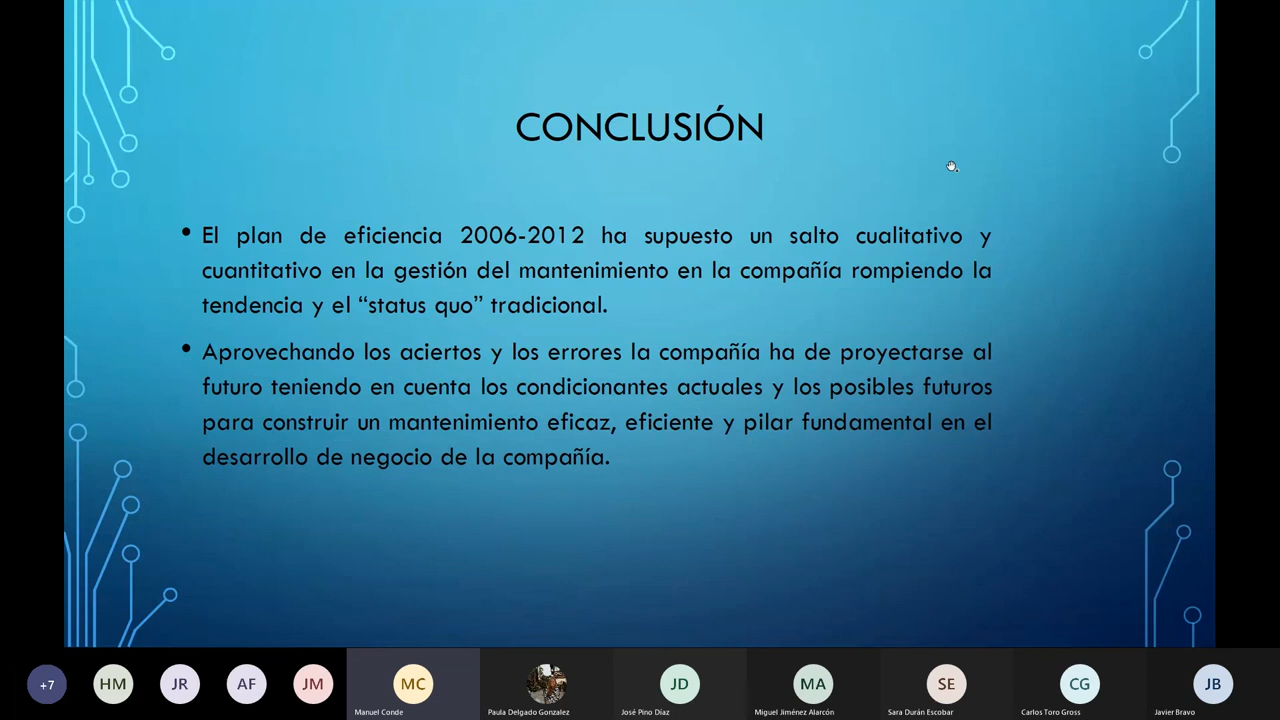 CONCLUSIÓN
• El plan de eficiencia 2006-2012 ha supuesto un salto cualitativo y
cuantitativo en la gestión del mantenimiento en la compañía rompiendo la
tendencia y el “status quo” tradicional.
• Aprovechando los aciertos y los errores la compañía ha de proyectarse al
futuro teniendo en cuenta los condicionantes actuales y los posibles futuros
para construir un mantenimiento eficaz, eficiente y pilar fundamental en el
desarrollo de negocio de la compañía.
+7 HM JR AF JM MC JD MA SE CG JB
Manuel Conde Paula Delgado Gonzalez José Pino Díaz Miguel Jiménez Alarcón Sara Durán Escobar Carlos Toro Gross Javier Bravo